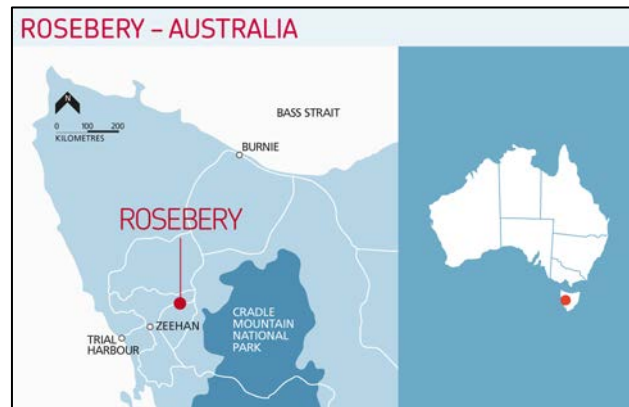 ROSEBERY – AUSTRALIA
N
0 100 200
KILOMETRES
BASS STRAIT
BURNIE
ROSEBERY
CRADLE
MOUNTAIN
NATIONAL
PARK
ZEEHAN
TRIAL
HARBOUR